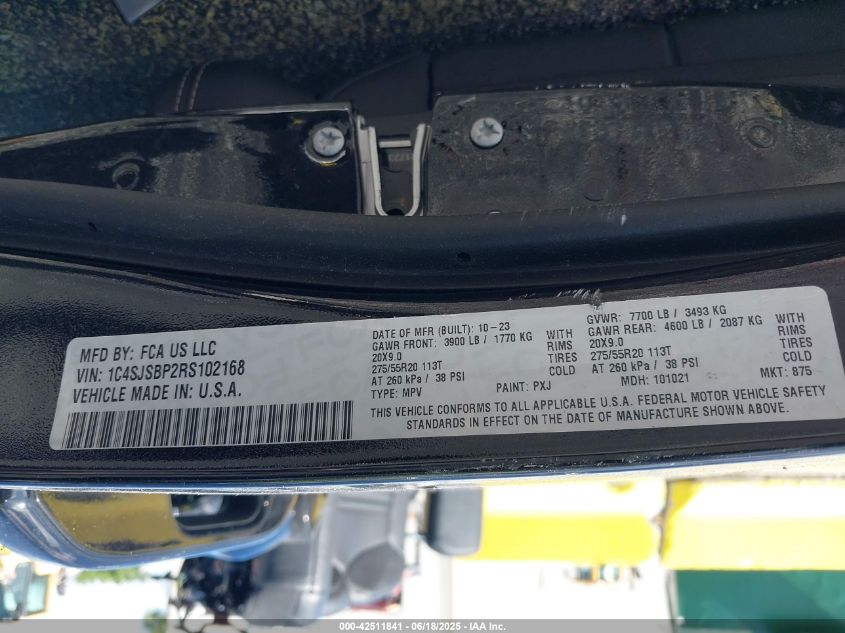 MFD BY: FCA US LLC
VIN: 1C4SJSBP2RS102168
VEHICLE MADE IN: U.S.A.
DATE OF MFR (BUILT): 10-23
GAWR FRONT: 3900 LB / 1770 KG WITH
20X9.0 RIMS
275/55R20 113T TIRES
AT 260 kPa / 38 PSI COLD
TYPE: MPV PAINT: PXJ
GVWR: 7700 LB / 3493 KG
GAWR REAR: 4600 LB / 2087 KG WITH
20X9.0 RIMS
275/55R20 113T TIRES
AT 260 kPa / 38 PSI COLD
MDH: 101021 MKT: 875
THIS VEHICLE CONFORMS TO ALL APPLICABLE U.S.A. FEDERAL MOTOR VEHICLE SAFETY
STANDARDS IN EFFECT ON THE DATE OF MANUFACTURE SHOWN ABOVE.
000-42511841 - 06/18/2025 - IAA Inc.